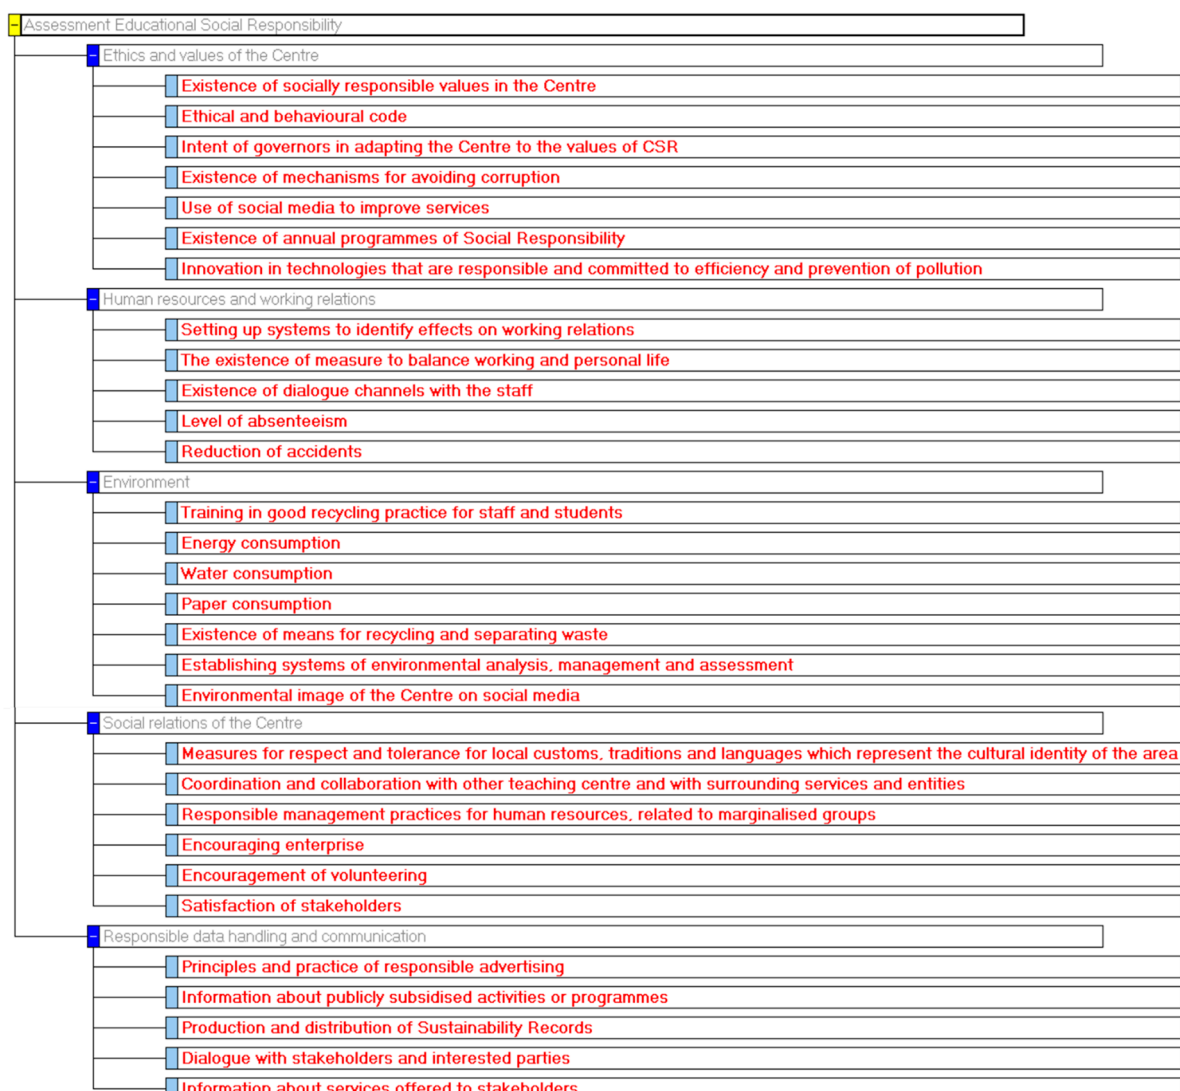 Assessment Educational Social Responsibility
Ethics and values of the Centre
Existence of socially responsible values in the Centre
Ethical and behavioural code
Intent of governors in adapting the Centre to the values of CSR
Existence of mechanisms for avoiding corruption
Use of social media to improve services
Existence of annual programmes of Social Responsibility
Innovation in technologies that are responsible and committed to efficiency and prevention of pollution
Human resources and working relations
Setting up systems to identify effects on working relations
The existence of measure to balance working and personal life
Existence of dialogue channels with the staff
Level of absenteeism
Reduction of accidents
Environment
Training in good recycling practice for staff and students
Energy consumption
Water consumption
Paper consumption
Existence of means for recycling and separating waste
Establishing systems of environmental analysis, management and assessment
Environmental image of the Centre on social media
Social relations of the Centre
Measures for respect and tolerance for local customs, traditions and languages which represent the cultural identity of the area
Coordination and collaboration with other teaching centre and with surrounding services and entities
Responsible management practices for human resources, related to marginalised groups
Encouraging enterprise
Encouragement of volunteering
Satisfaction of stakeholders
Responsible data handling and communication
Principles and practice of responsible advertising
Information about publicly subsidised activities or programmes
Production and distribution of Sustainability Records
Dialogue with stakeholders and interested parties
Information about services offered to stakeholders